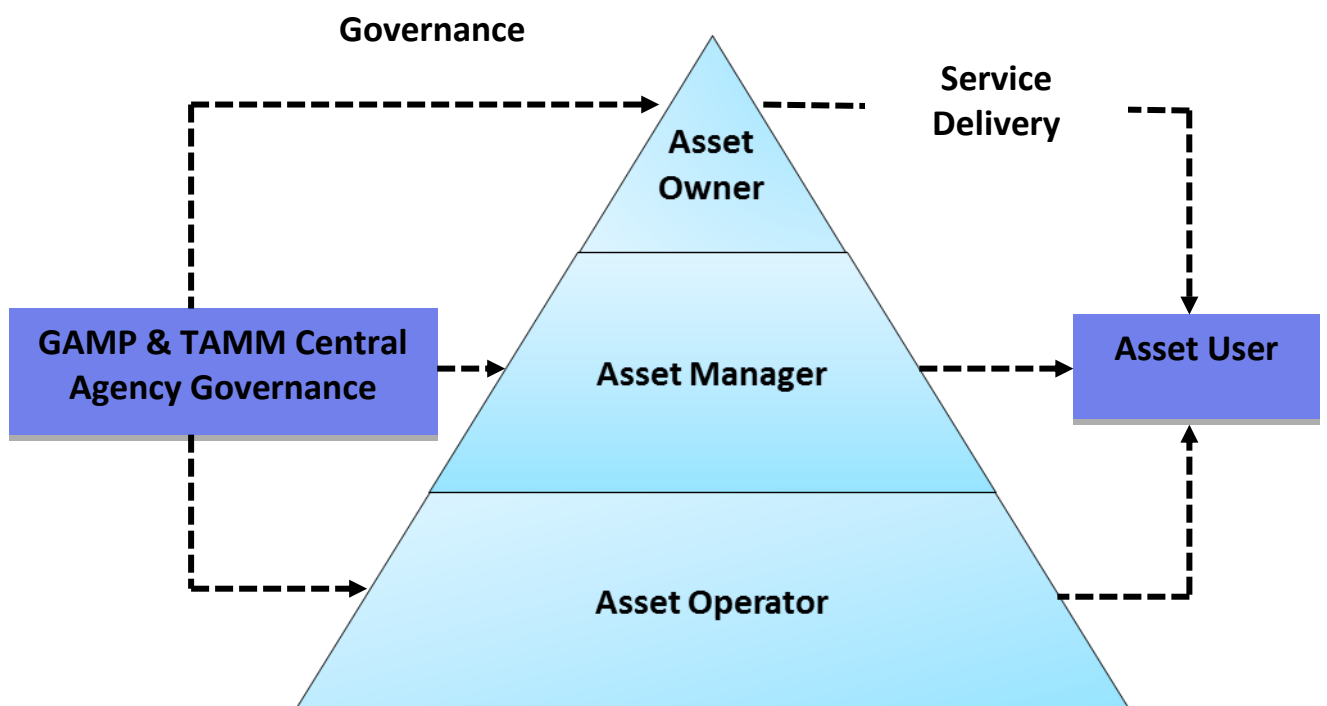 Governance
Service
Delivery
Asset
Owner
GAMP & TAMM Central
Agency Governance
Asset Manager
Asset User
Asset Operator